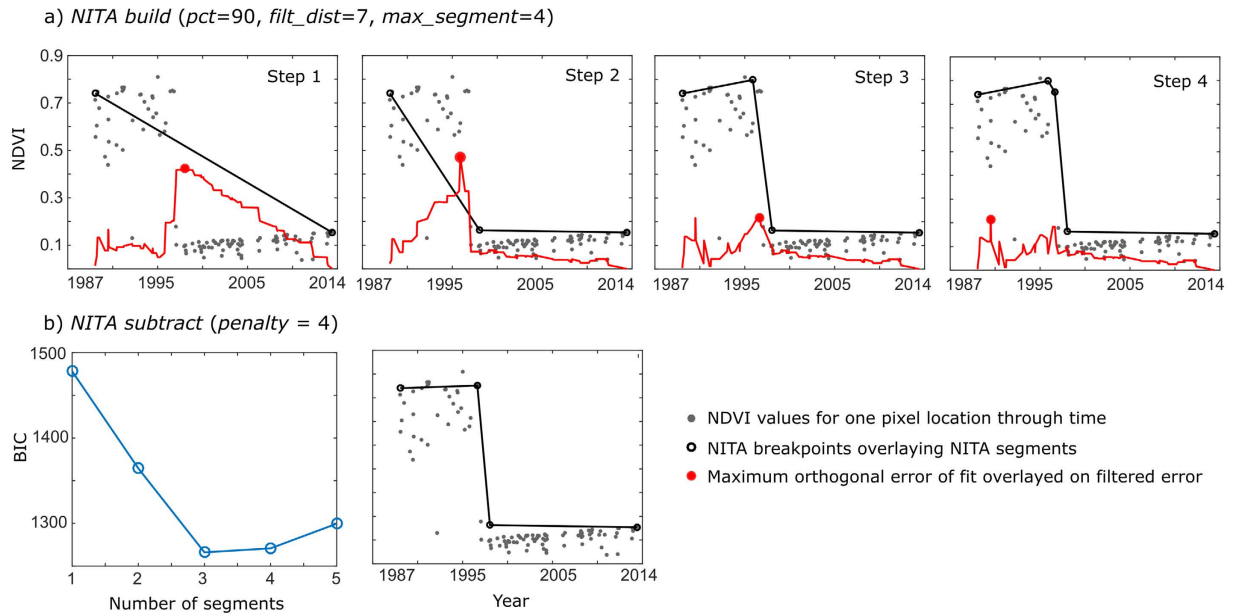 a) NITA build (pct=90, filt_dist=7, max_segment=4)
NDVI
0.9
0.7
0.5
0.3
0.1
Step 1
Step 2
Step 3
Step 4
1987 1995 2005 2014
1987 1995 2005 2014
1987 1995 2005 2014
1987 1995 2005 2014
b) NITA subtract (penalty = 4)
BIC
1500
1400
1300
1 2 3 4 5
Number of segments
1987 1995 2005 2014
Year
NDVI values for one pixel location through time
NITA breakpoints overlaying NITA segments
Maximum orthogonal error of fit overlayed on filtered error